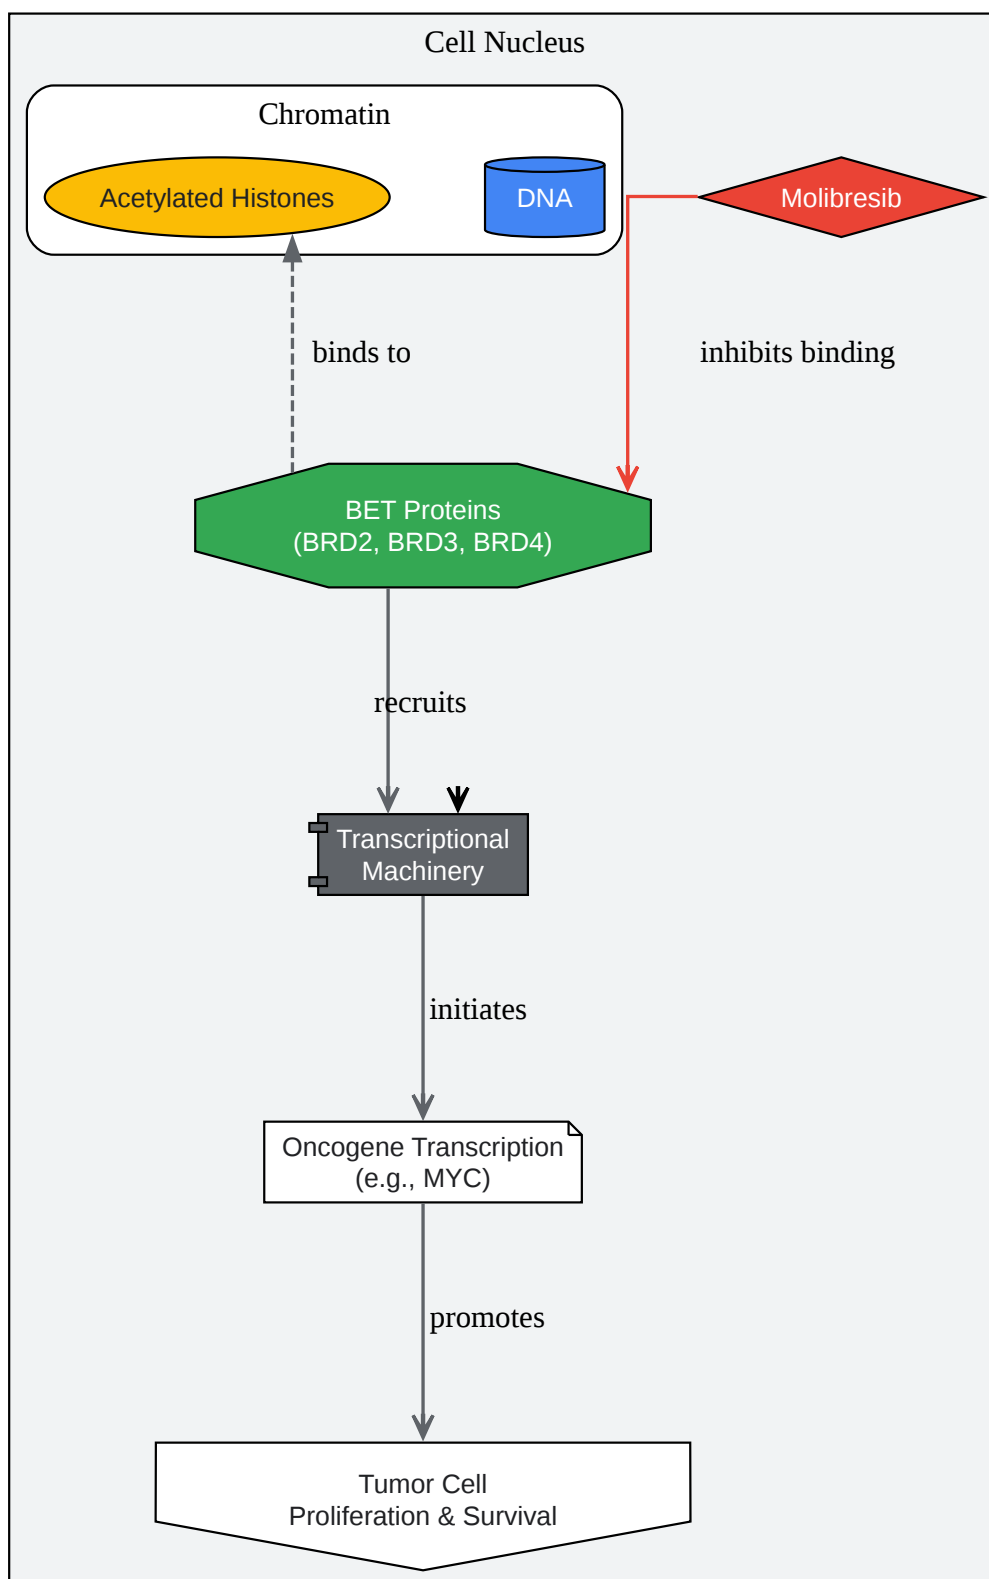 Cell Nucleus
Chromatin
Acetylated Histones
DNA
Molibresib
binds to
inhibits binding
BET Proteins
(BRD2, BRD3, BRD4)
recruits
Transcriptional
Machinery
initiates
Oncogene Transcription
(e.g., MYC)
promotes
Tumor Cell
Proliferation & Survival